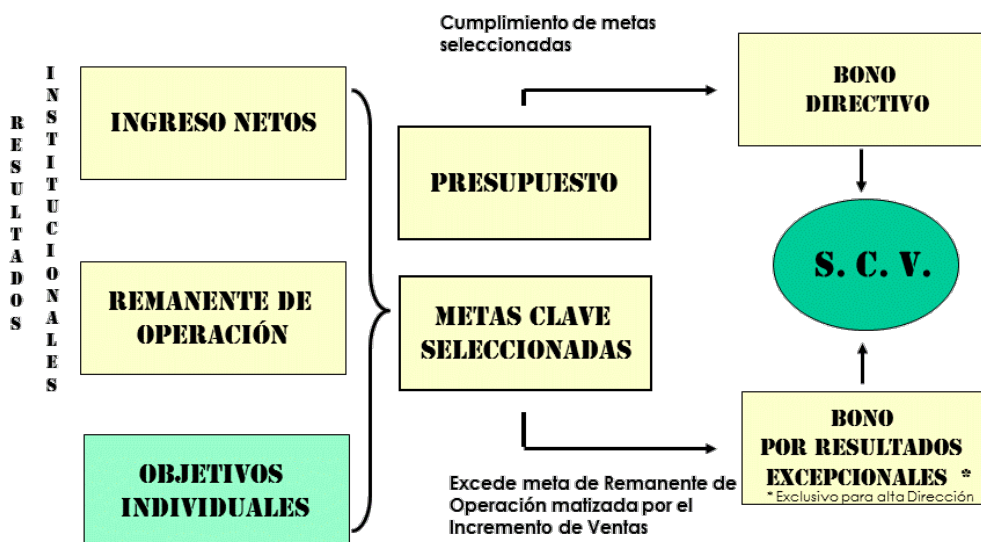 RESULTADOS
INSTITUCIONALES
INGRESO NETOS
REMANENTE DE
OPERACIÓN
OBJETIVOS
INDIVIDUALES
PRESUPUESTO
METAS CLAVE
SELECCIONADAS
Cumplimiento de metas
seleccionadas
BONO
DIRECTIVO
S. C. V.
Excede meta de Remanente de
Operación matizada por el
Incremento de Ventas
BONO
POR RESULTADOS
EXCEPCIONALES *
* Exclusivo para alta Dirección